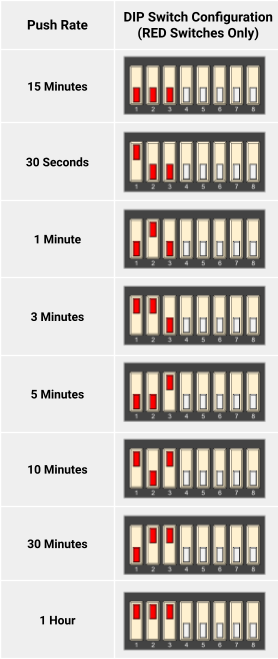 Push Rate
DIP Switch Configuration
(RED Switches Only)
15 Minutes
1 2 3 4 5 6 7 8
30 Seconds
1 2 3 4 5 6 7 8
1 Minute
1 2 3 4 5 6 7 8
3 Minutes
1 2 3 4 5 6 7 8
5 Minutes
1 2 3 4 5 6 7 8
10 Minutes
1 2 3 4 5 6 7 8
30 Minutes
1 2 3 4 5 6 7 8
1 Hour
1 2 3 4 5 6 7 8